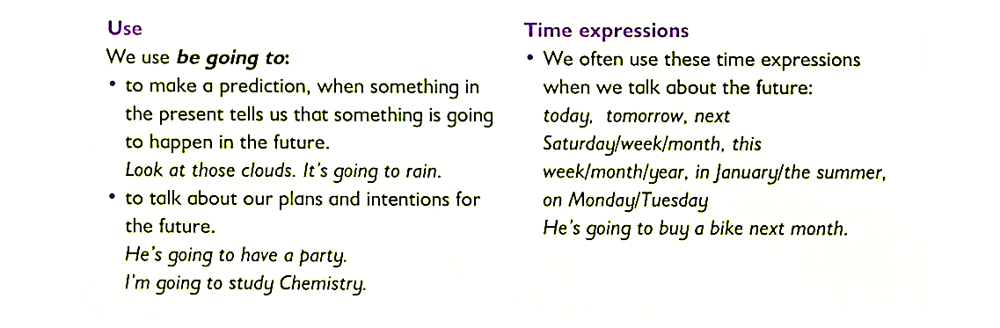 Use
We use be going to:
• to make a prediction, when something in
the present tells us that something is going
to happen in the future.
Look at those clouds. It's going to rain.
• to talk about our plans and intentions for
the future.
He's going to have a party.
I'm going to study Chemistry.
Time expressions
• We often use these time expressions
when we talk about the future:
today, tomorrow, next
Saturday/week/month, this
week/month/year, in January/the summer,
on Monday/Tuesday
He's going to buy a bike next month.